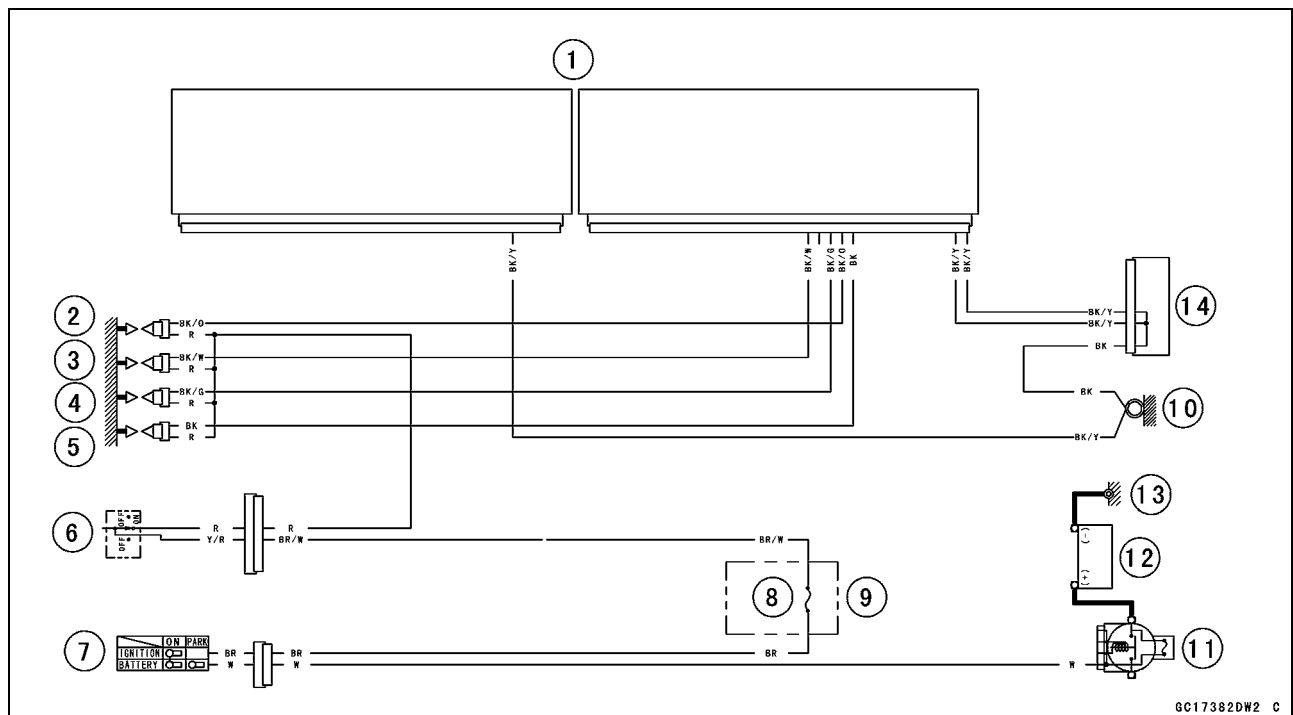 1
BK/Y
BK/W
BK/G
BK/O
BK
BK/Y
BK/Y
2
BK/O
R
3
BK/W
R
4
BK/G
R
5
BK
R
BK/Y
BK/Y
BK
14
BK
BK/Y
10
6
OFF
ON
OFF
R
Y/R
R
BR/W
BR/W
13
12
(-)
(+)
8
9
7
ON PARK
IGNITION
BATTERY
BR
W
BR
W
BR
W
11
GC17382DW2 C